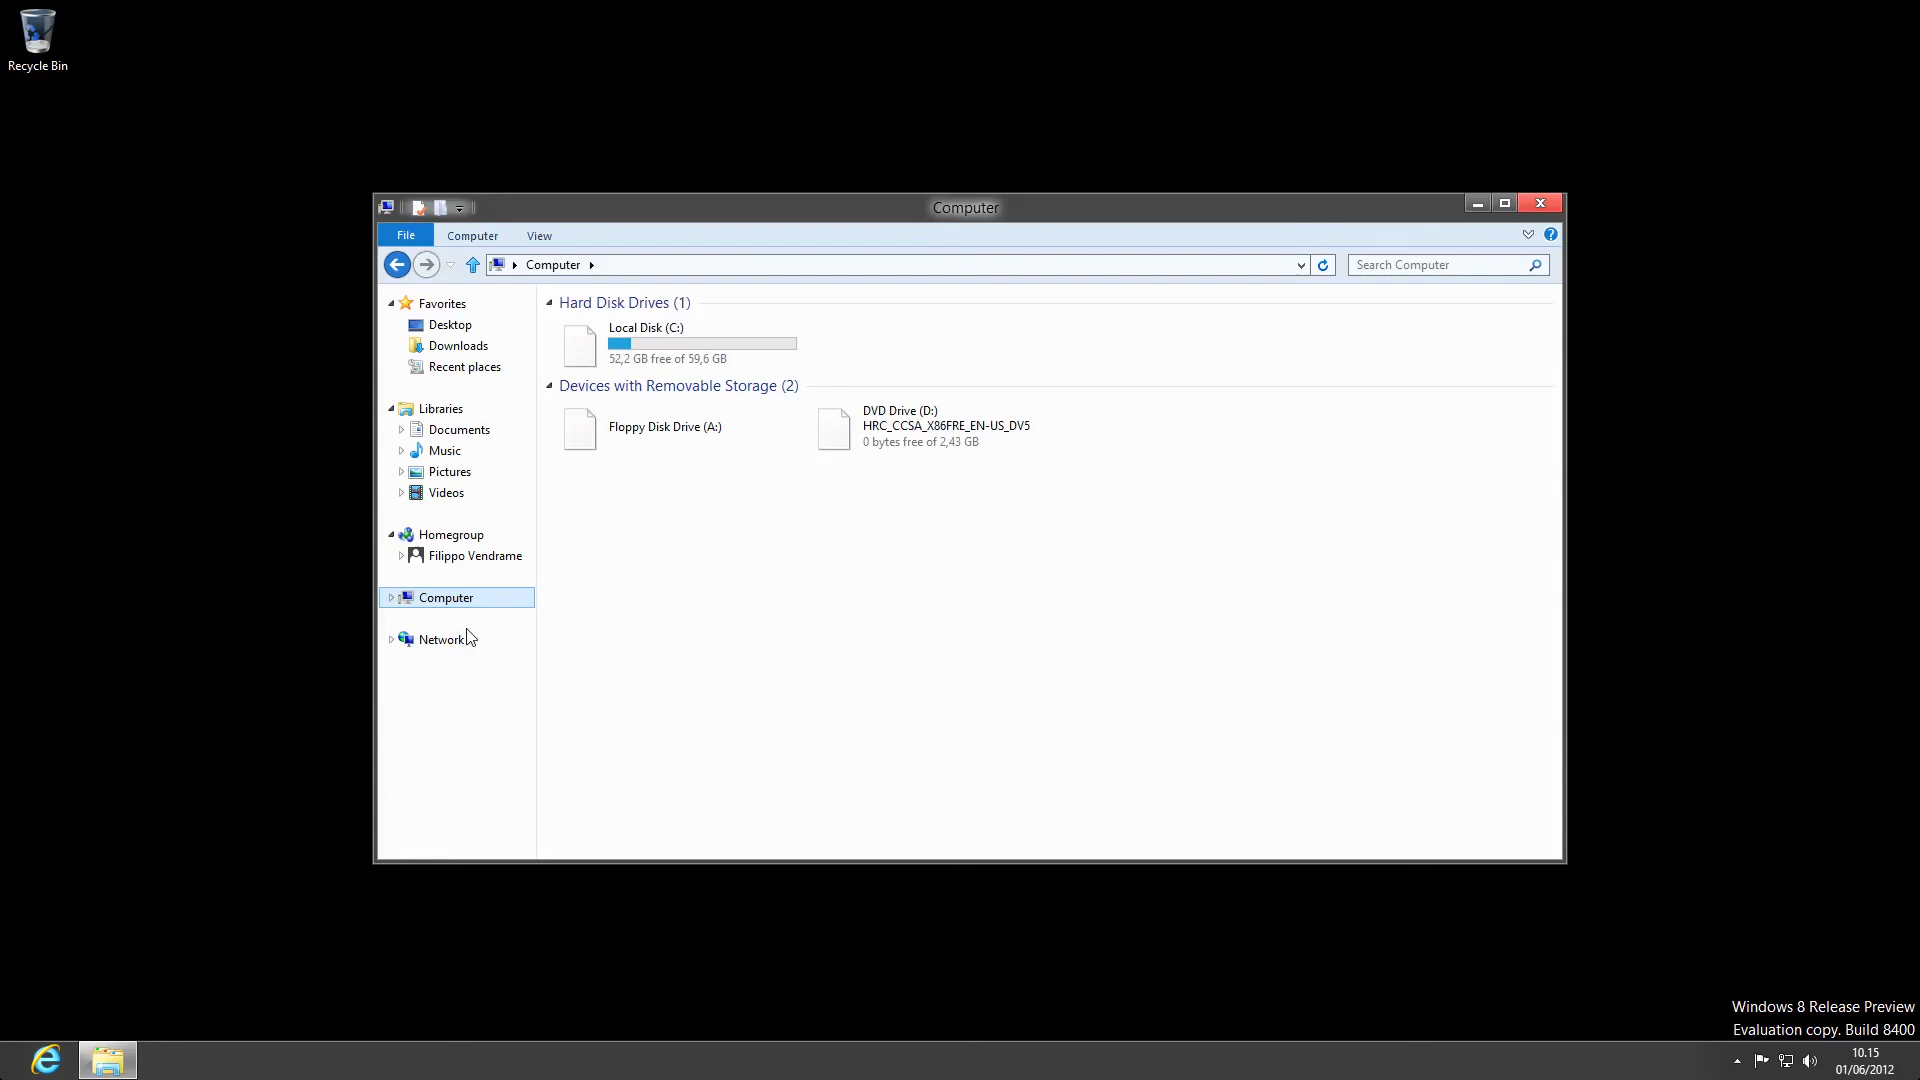 Recycle Bin
Computer
File
Computer
View
Computer
Search Computer
Favorites
Desktop
Downloads
Recent places
Libraries
Documents
Music
Pictures
Videos
Homegroup
Filippo Vendrame
Computer
Network
Hard Disk Drives (1)
Local Disk (C:)
52,2 GB free of 59,6 GB
Devices with Removable Storage (2)
Floppy Disk Drive (A:)
DVD Drive (D:)
HRC_CCSA_X86FRE_EN-US_DV5
0 bytes free of 2,43 GB
Windows 8 Release Preview
Evaluation copy. Build 8400
10.15
01/06/2012